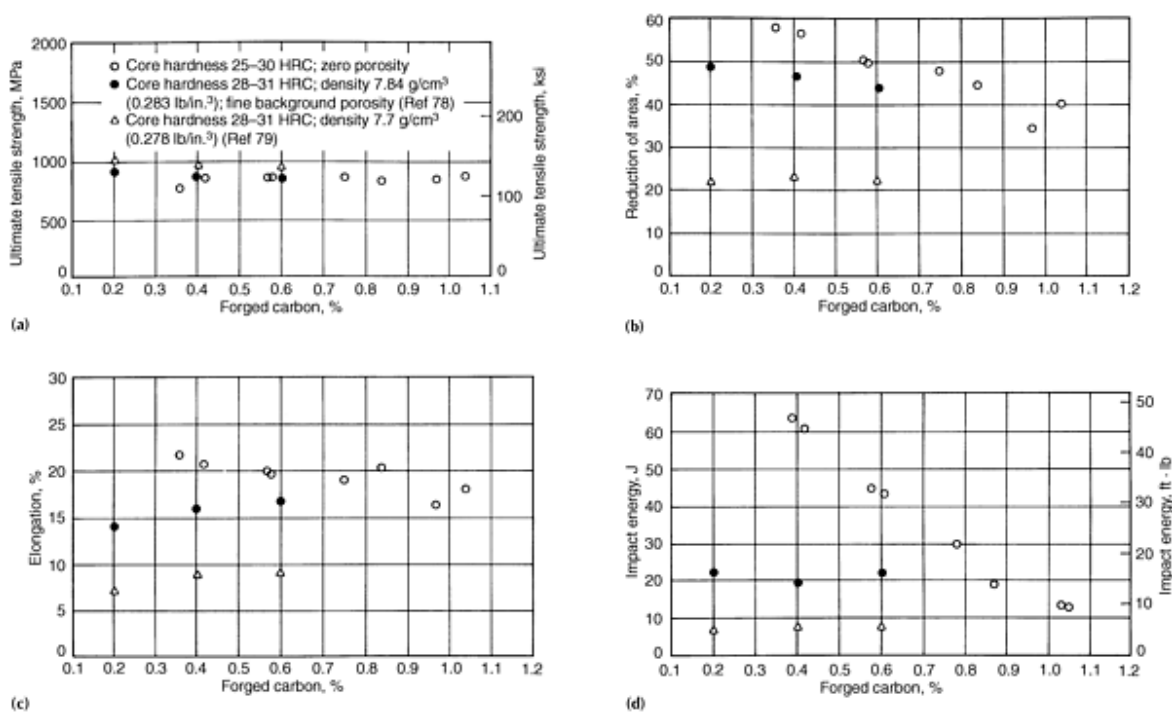 2000
1500
1000
500
0
Ultimate tensile strength, MPa
Core hardness 25–30 HRC; zero porosity
Core hardness 28–31 HRC; density 7.84 g/cm³
(0.283 lb/in.³); fine background porosity (Ref 78)
Core hardness 28–31 HRC; density 7.7 g/cm³
(0.278 lb/in.³) (Ref 79)
200
100
0
Ultimate tensile strength, ksi
0.1 0.2 0.3 0.4 0.5 0.6 0.7 0.8 0.9 1.0 1.1
Forged carbon, %
(a)
60
50
40
30
20
10
0
Reduction of area, %
0.1 0.2 0.3 0.4 0.5 0.6 0.7 0.8 0.9 1.0 1.1 1.2
Forged carbon, %
(b)
30
25
20
15
10
5
0
Elongation, %
0.1 0.2 0.3 0.4 0.5 0.6 0.7 0.8 0.9 1.0 1.1 1.2
Forged carbon, %
(c)
70
60
50
40
30
20
10
0
Impact energy, J
50
40
30
20
10
0
Impact energy, ft - lb
0.1 0.2 0.3 0.4 0.5 0.6 0.7 0.8 0.9 1.0 1.1 1.2
Forged carbon, %
(d)